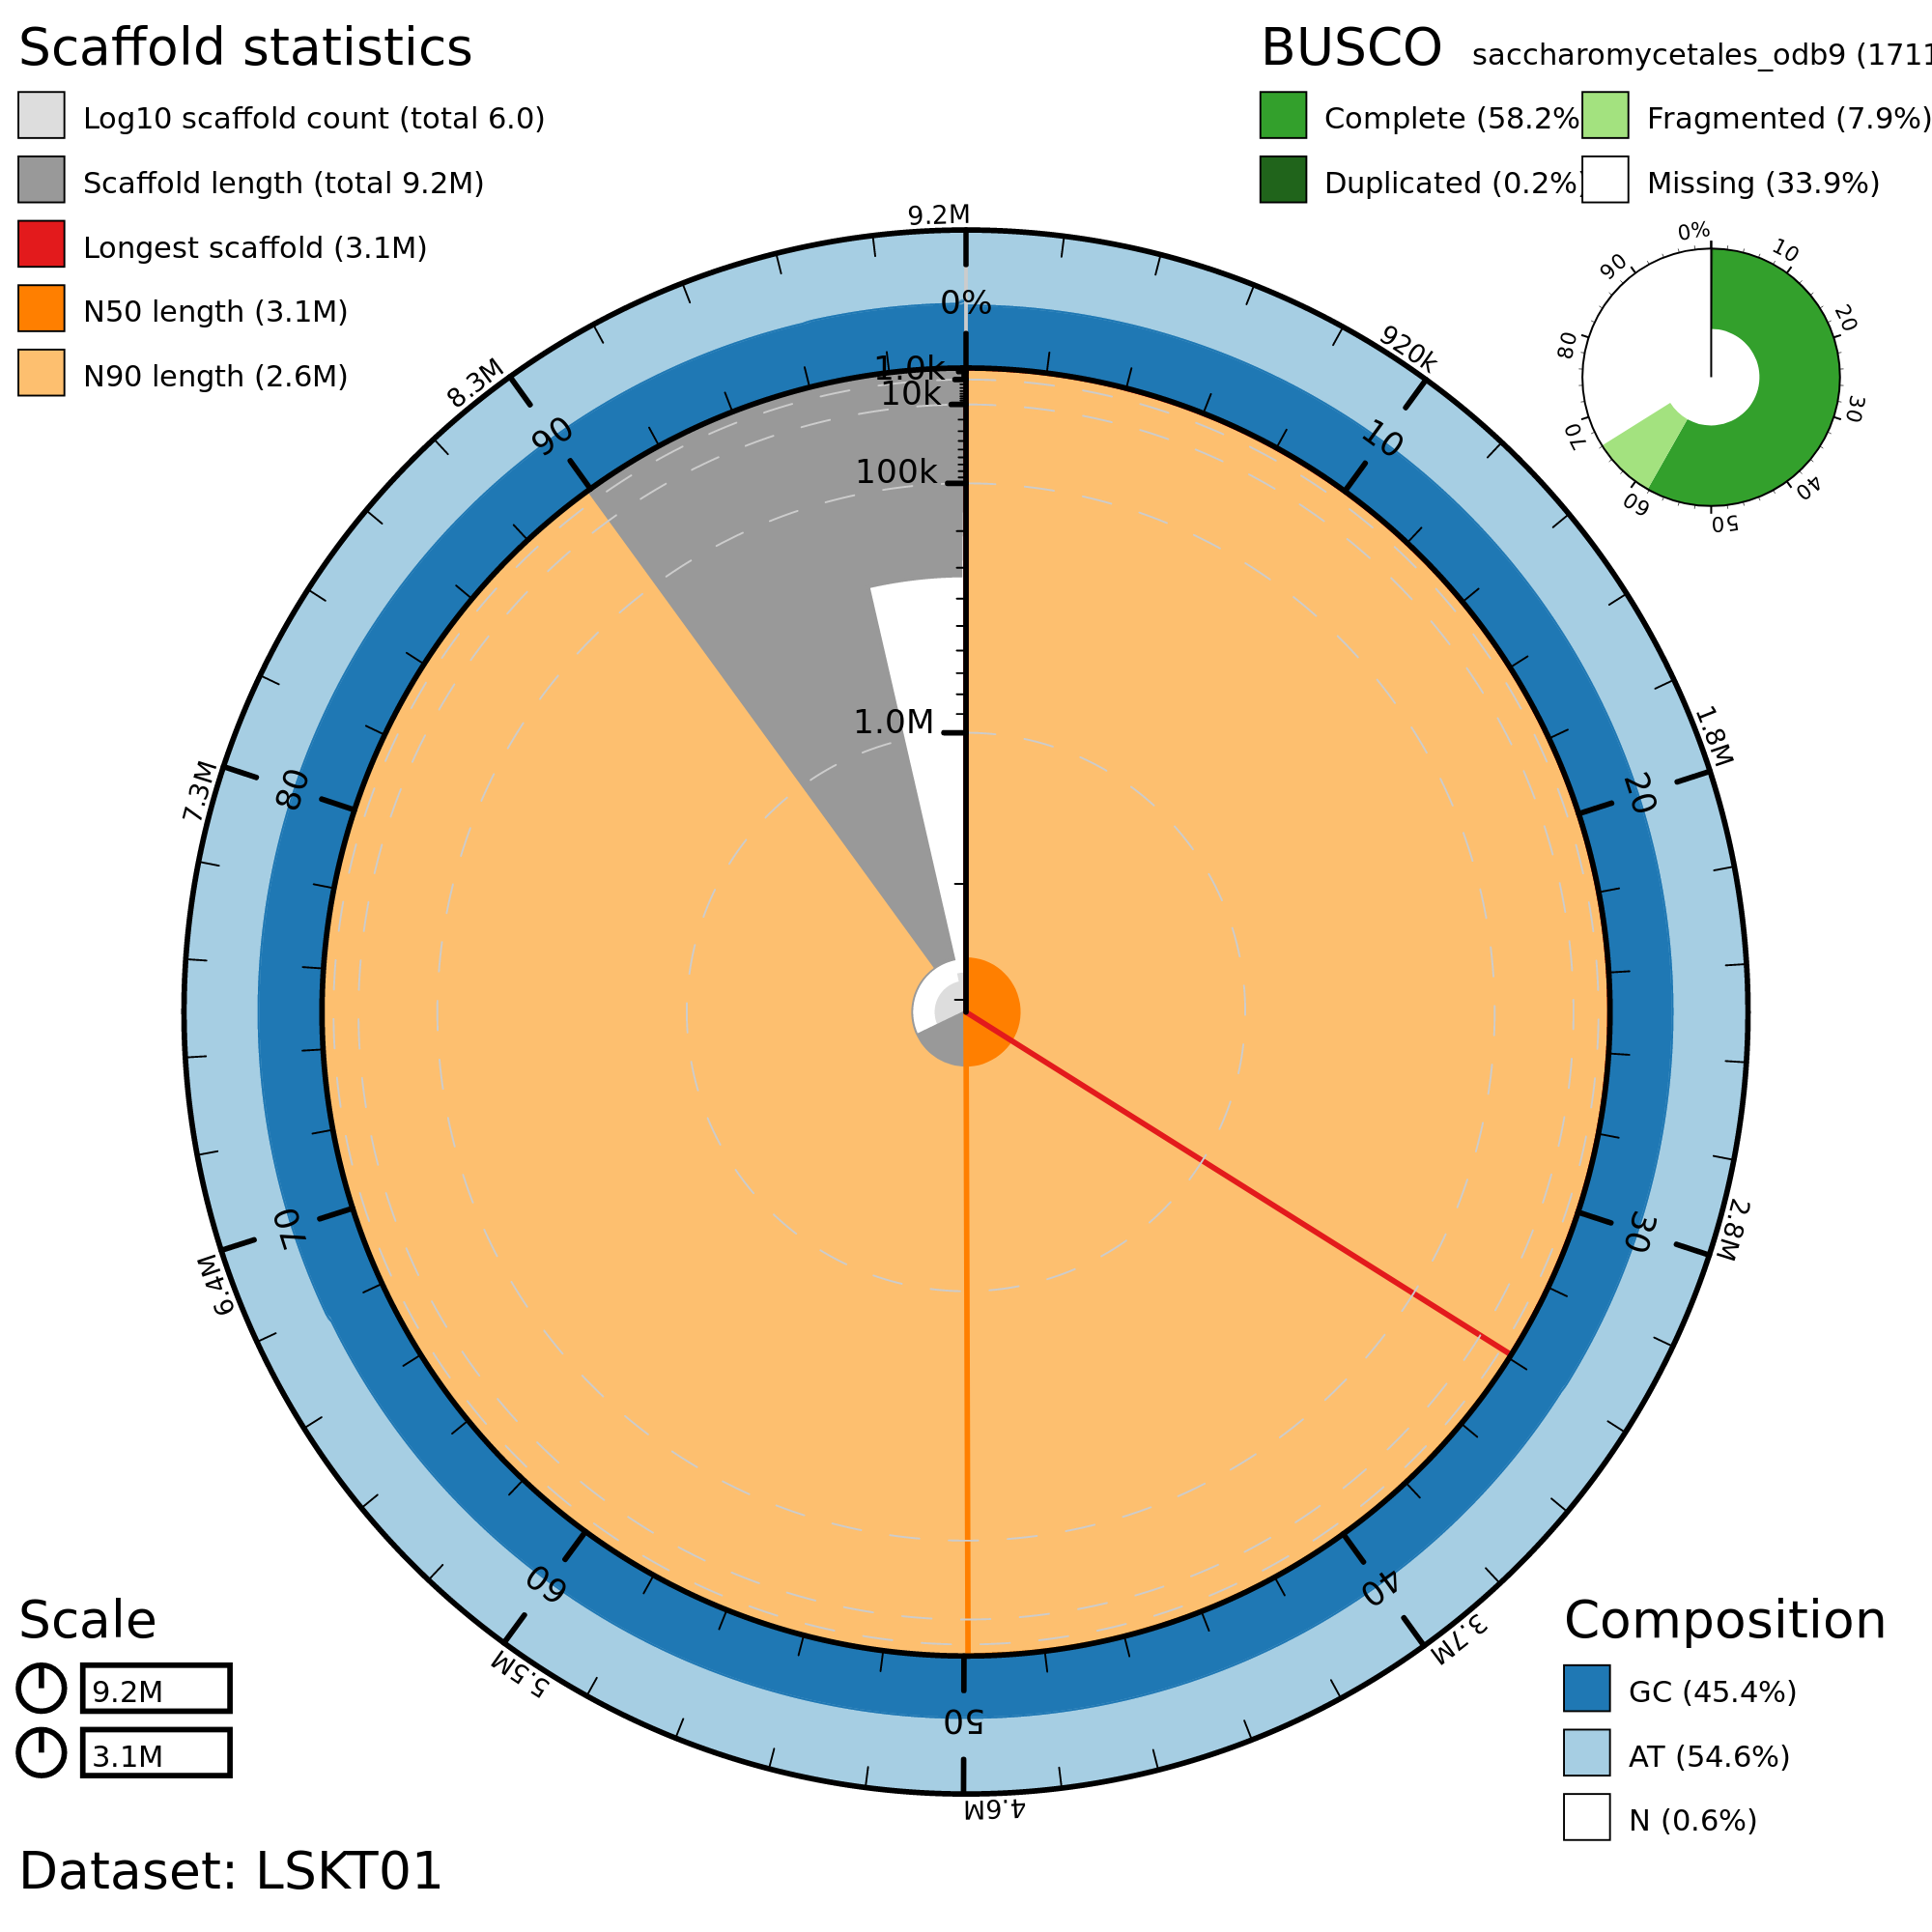 Scaffold statistics
Log10 scaffold count (total 6.0)
Scaffold length (total 9.2M)
Longest scaffold (3.1M)
N50 length (3.1M)
N90 length (2.6M)
BUSCO saccharomycetales_odb9 (1711
Complete (58.2%
Fragmented (7.9%)
Duplicated (0.2%)
Missing (33.9%)
0%
10
20
30
40
50
60
70
80
90
9.2M
920k
1.8M
2.8M
3.7M
4.6M
5.5M
6.4M
7.3M
8.3M
0%
10
20
30
40
50
60
70
80
90
1.0k
10k
100k
1.0M
Scale
9.2M
3.1M
Composition
GC (45.4%)
AT (54.6%)
N (0.6%)
Dataset: LSKT01